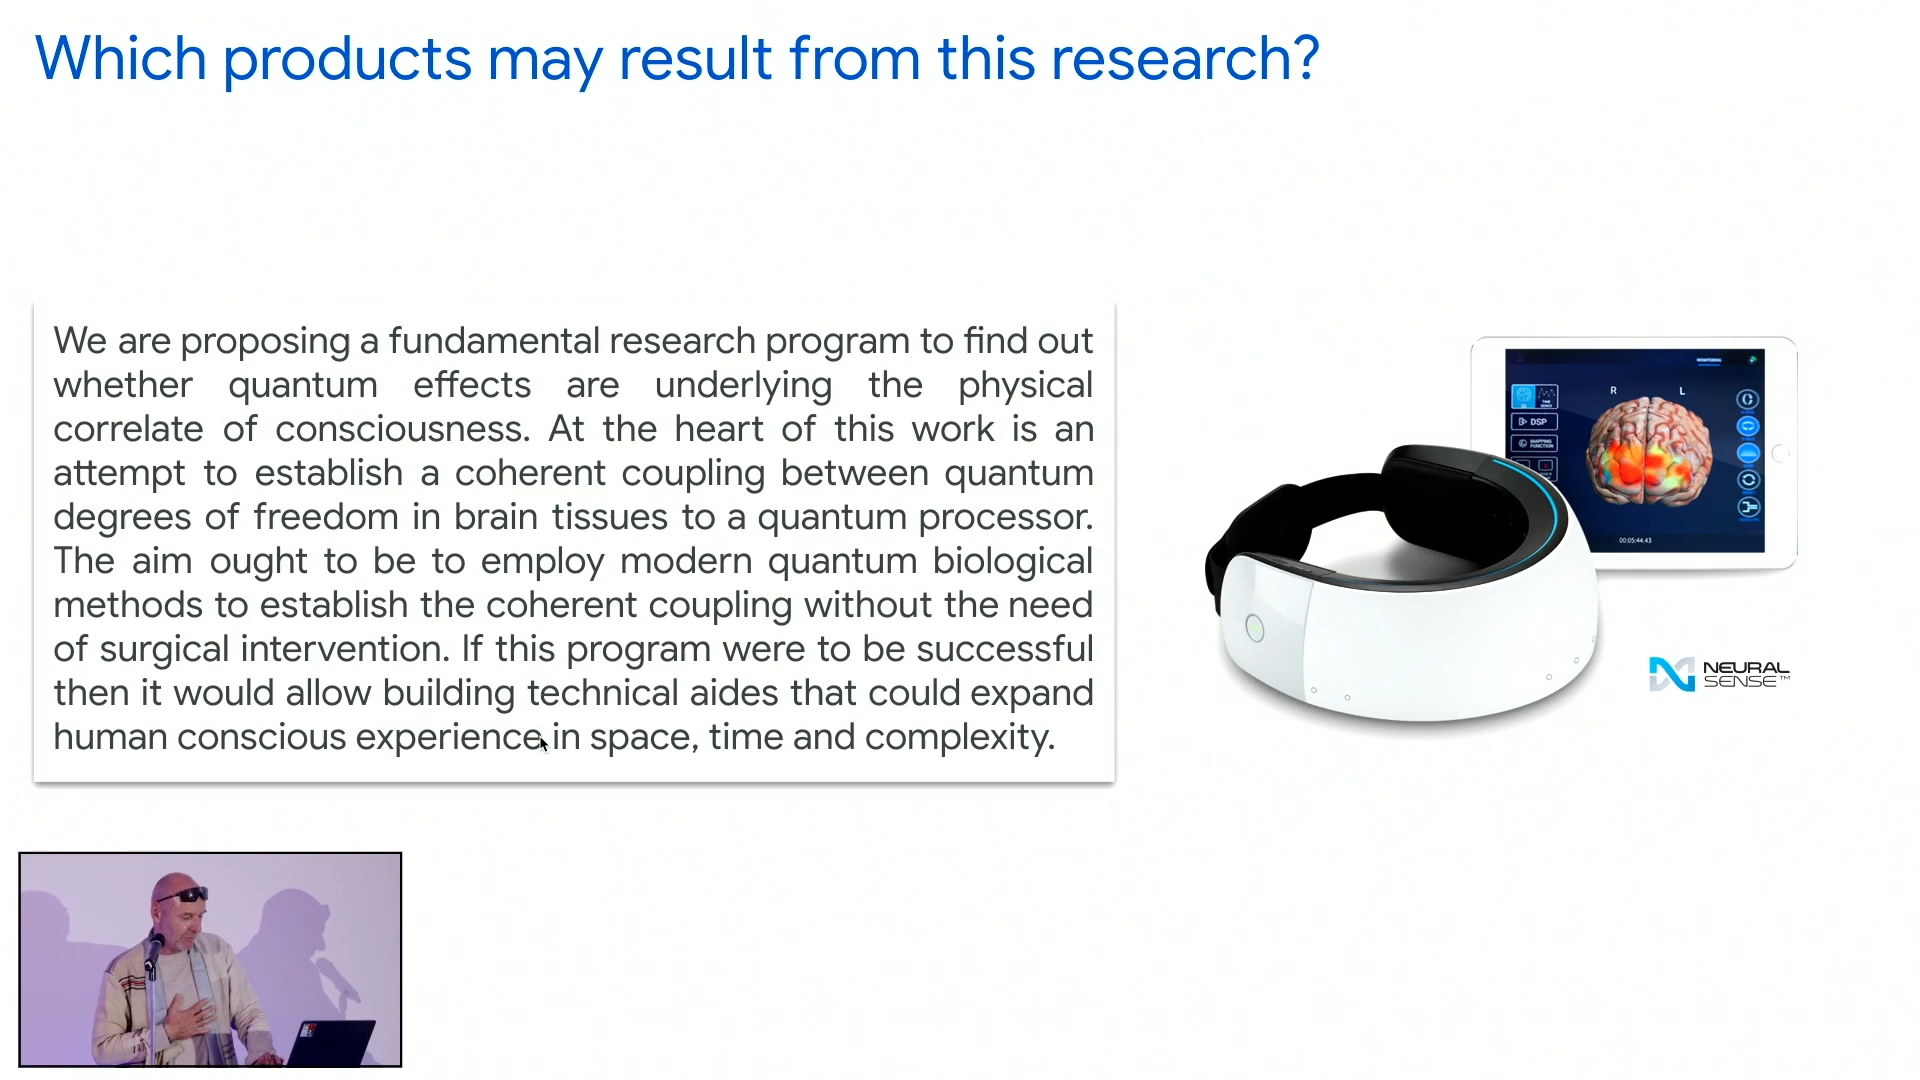 Which products may result from this research?
We are proposing a fundamental research program to find out
whether quantum effects are underlying the physical
correlate of consciousness. At the heart of this work is an
attempt to establish a coherent coupling between quantum
degrees of freedom in brain tissues to a quantum processor.
The aim ought to be to employ modern quantum biological
methods to establish the coherent coupling without the need
of surgical intervention. If this program were to be successful
then it would allow building technical aides that could expand
human conscious experience in space, time and complexity.
MONITORING
R L
DSP
MAPPING
FUNCTION
00:05:44.43
NEURAL
SENSE™